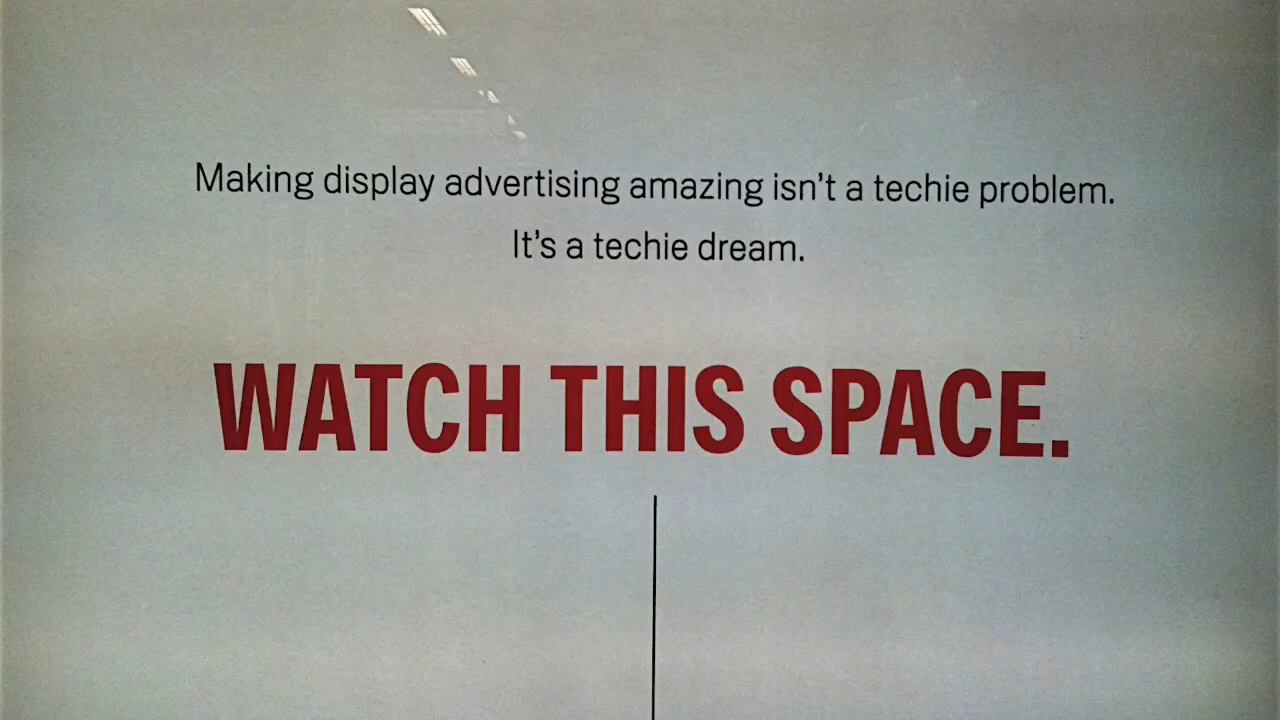 Making display advertising amazing isn't a techie problem.
It's a techie dream.
WATCH THIS SPACE.